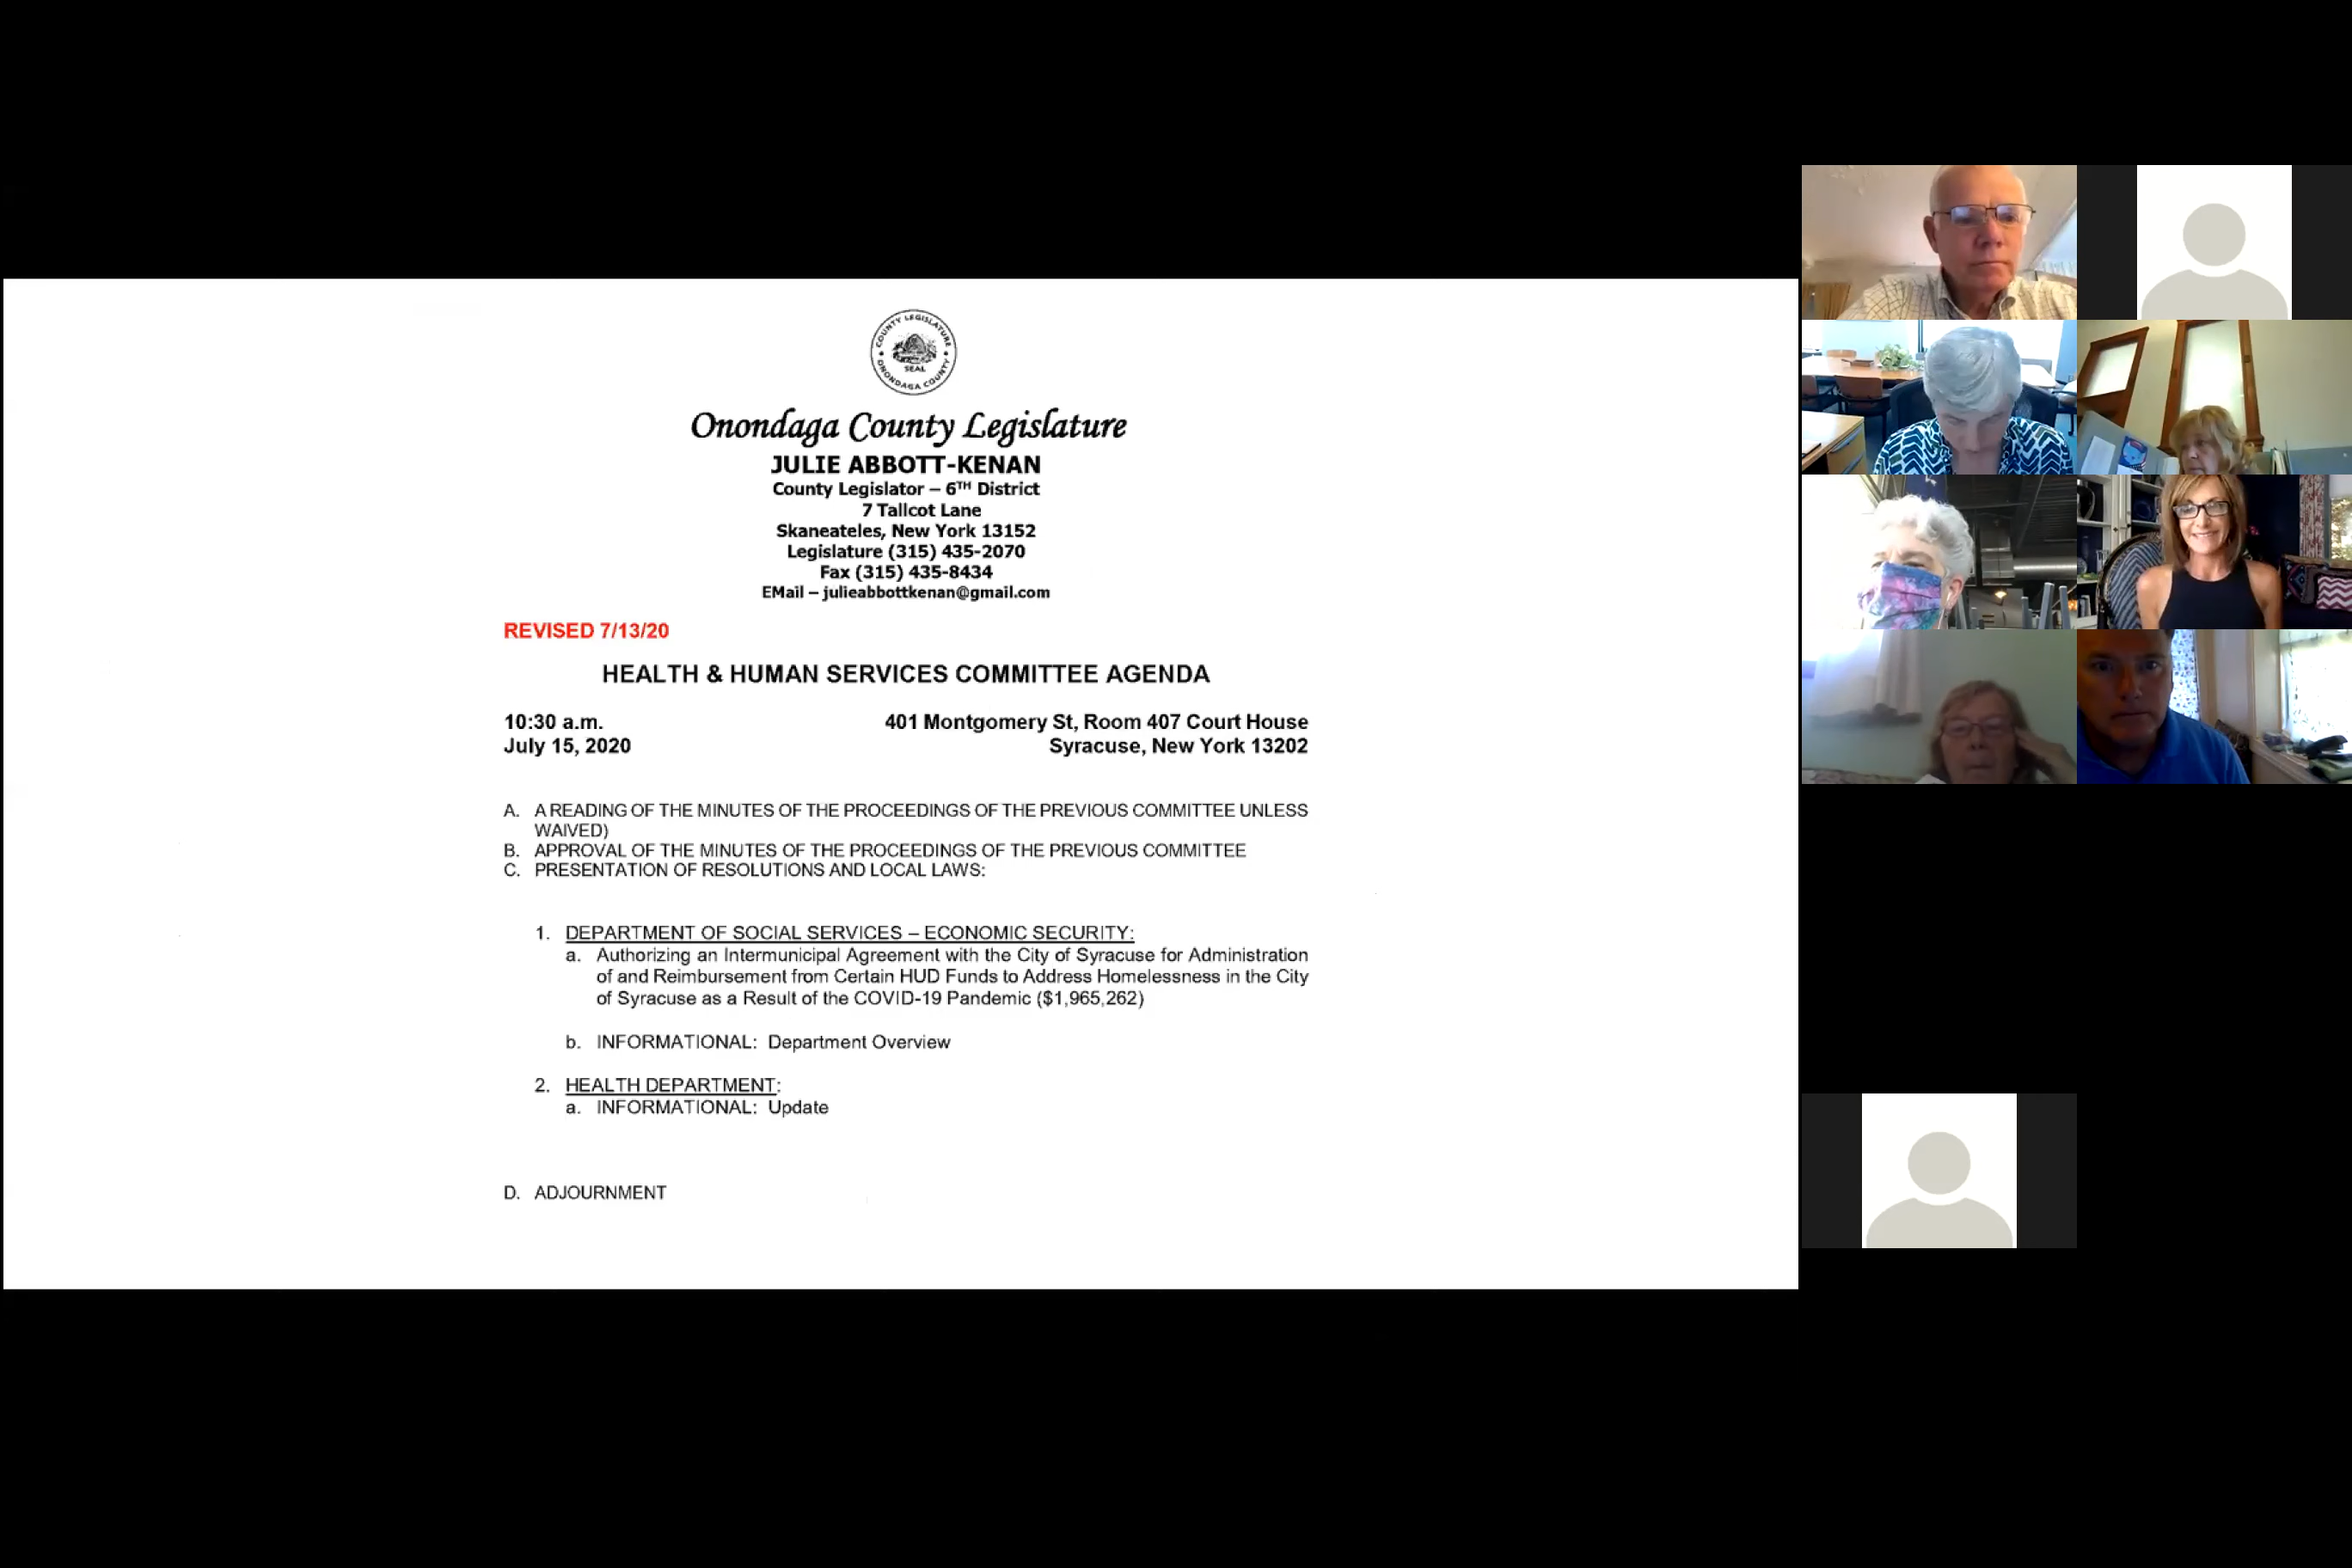 COUNTY LEGISLATURE
SEAL
ONONDAGA COUNTY
Onondaga County Legislature
JULIE ABBOTT-KENAN
County Legislator – 6TH District
7 Tallcot Lane
Skaneateles, New York 13152
Legislature (315) 435-2070
Fax (315) 435-8434
EMail – julieabbottkenan@gmail.com
REVISED 7/13/20
HEALTH & HUMAN SERVICES COMMITTEE AGENDA
10:30 a.m. 401 Montgomery St, Room 407 Court House
July 15, 2020 Syracuse, New York 13202
A. A READING OF THE MINUTES OF THE PROCEEDINGS OF THE PREVIOUS COMMITTEE UNLESS
WAIVED)
B. APPROVAL OF THE MINUTES OF THE PROCEEDINGS OF THE PREVIOUS COMMITTEE
C. PRESENTATION OF RESOLUTIONS AND LOCAL LAWS:
1. DEPARTMENT OF SOCIAL SERVICES – ECONOMIC SECURITY:
a. Authorizing an Intermunicipal Agreement with the City of Syracuse for Administration
of and Reimbursement from Certain HUD Funds to Address Homelessness in the City
of Syracuse as a Result of the COVID-19 Pandemic ($1,965,262)
b. INFORMATIONAL: Department Overview
2. HEALTH DEPARTMENT:
a. INFORMATIONAL: Update
D. ADJOURNMENT